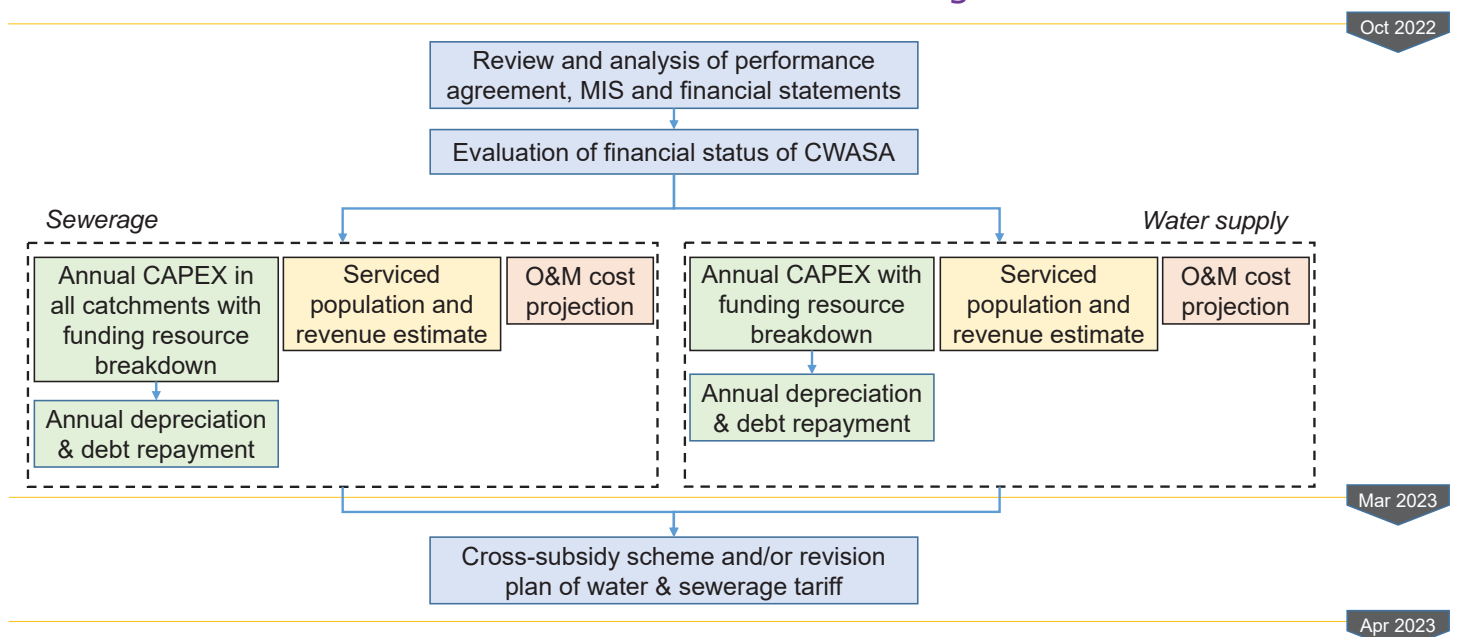 Oct 2022
Review and analysis of performance
agreement, MIS and financial statements
Evaluation of financial status of CWASA
Sewerage
Water supply
Annual CAPEX in
all catchments with
funding resource
breakdown
Serviced
population and
revenue estimate
O&M cost
projection
Annual depreciation
& debt repayment
Annual CAPEX with
funding resource
breakdown
Serviced
population and
revenue estimate
O&M cost
projection
Annual depreciation
& debt repayment
Mar 2023
Cross-subsidy scheme and/or revision
plan of water & sewerage tariff
Apr 2023